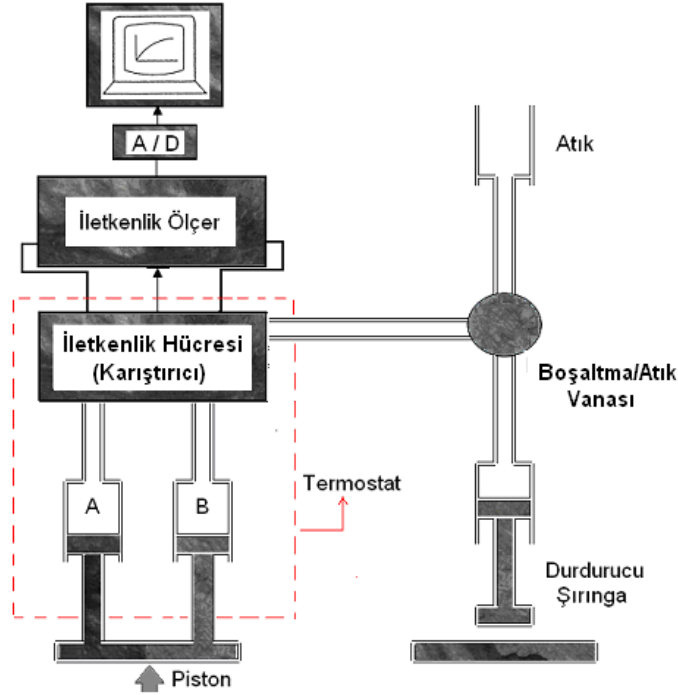 A / D
Atık
İletkenlik Ölçer
İletkenlik Hücresi
(Karıştırıcı)
Boşaltma/Atık
Vanası
A
B
Termostat
Durdurucu
Şırınga
Piston